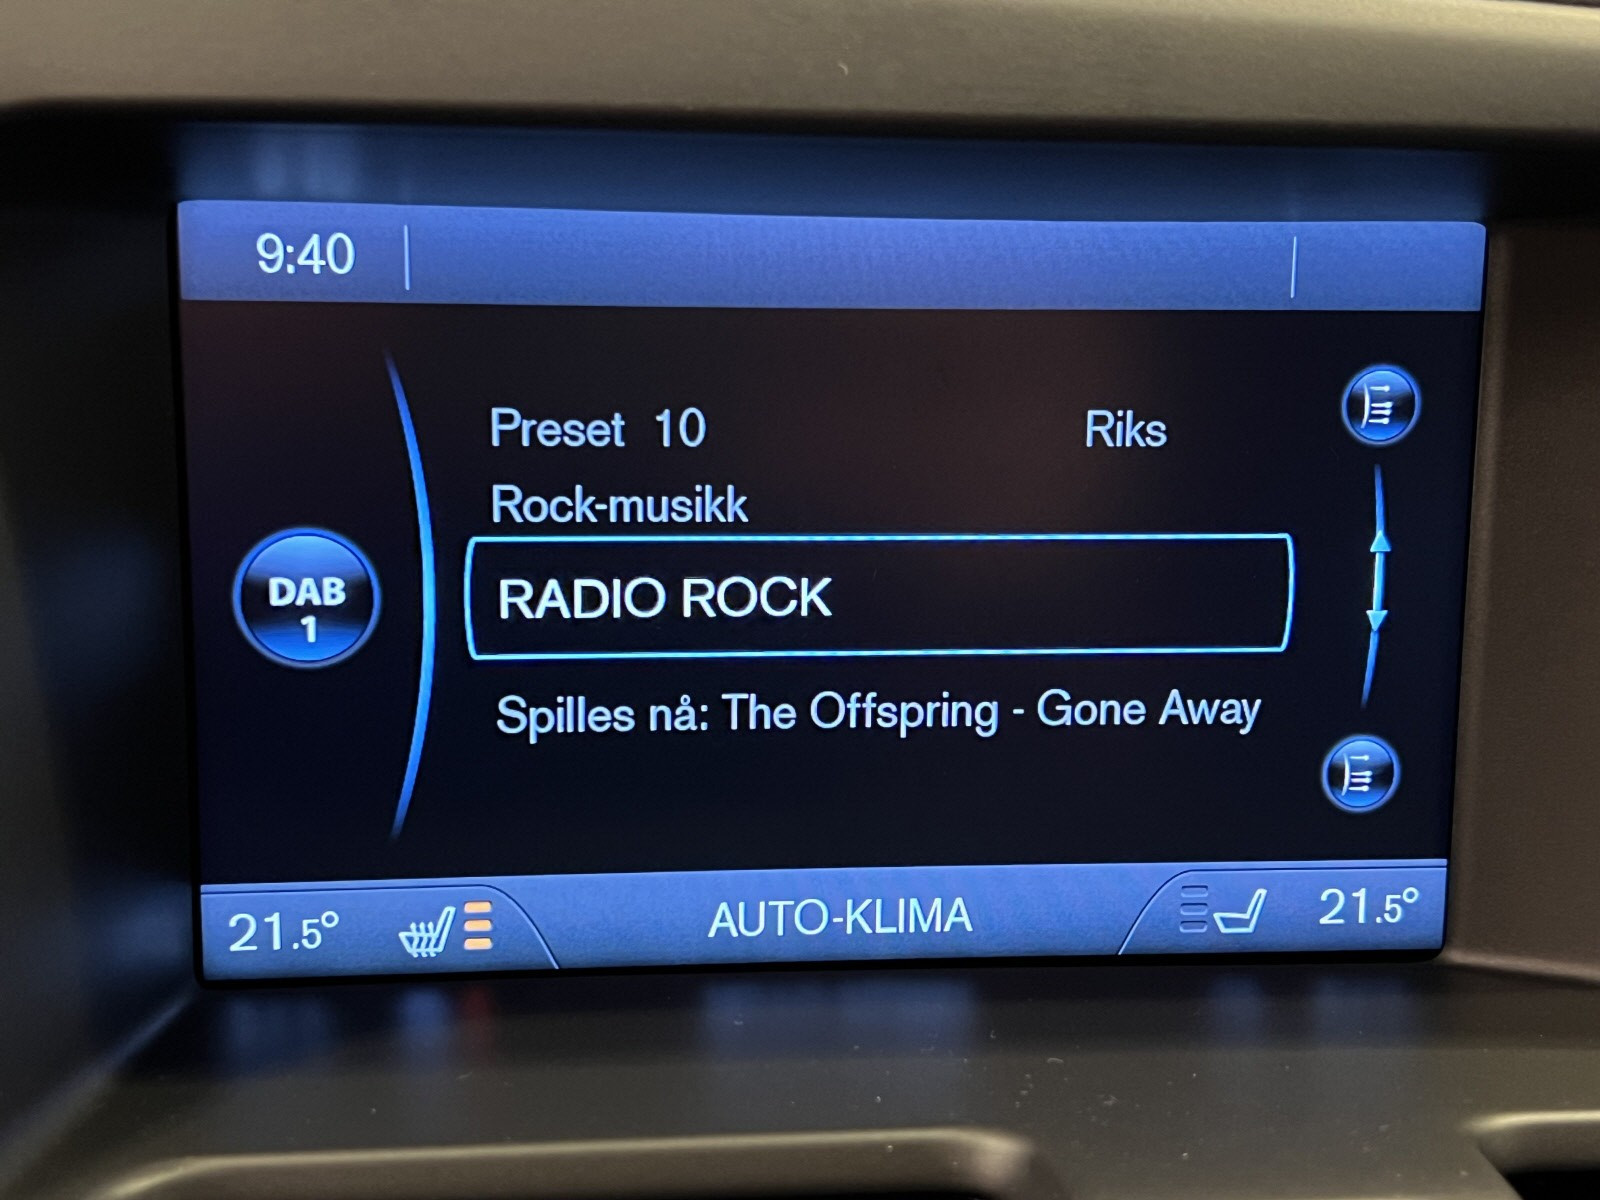 9:40
Preset 10 Riks
Rock-musikk
DAB
1
RADIO ROCK
Spilles nå: The Offspring - Gone Away
21.5° AUTO-KLIMA 21.5°